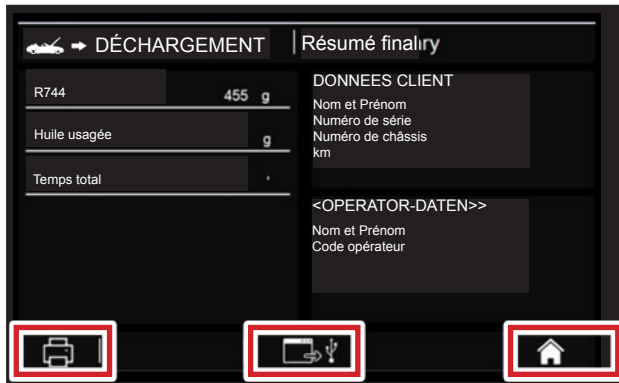 DÉCHARGEMENT
Résumé finalry
R744 455 g
Huile usagée g
Temps total '
DONNEES CLIENT
Nom et Prénom
Numéro de série
Numéro de châssis
km
<OPERATOR-DATEN>>
Nom et Prénom
Code opérateur